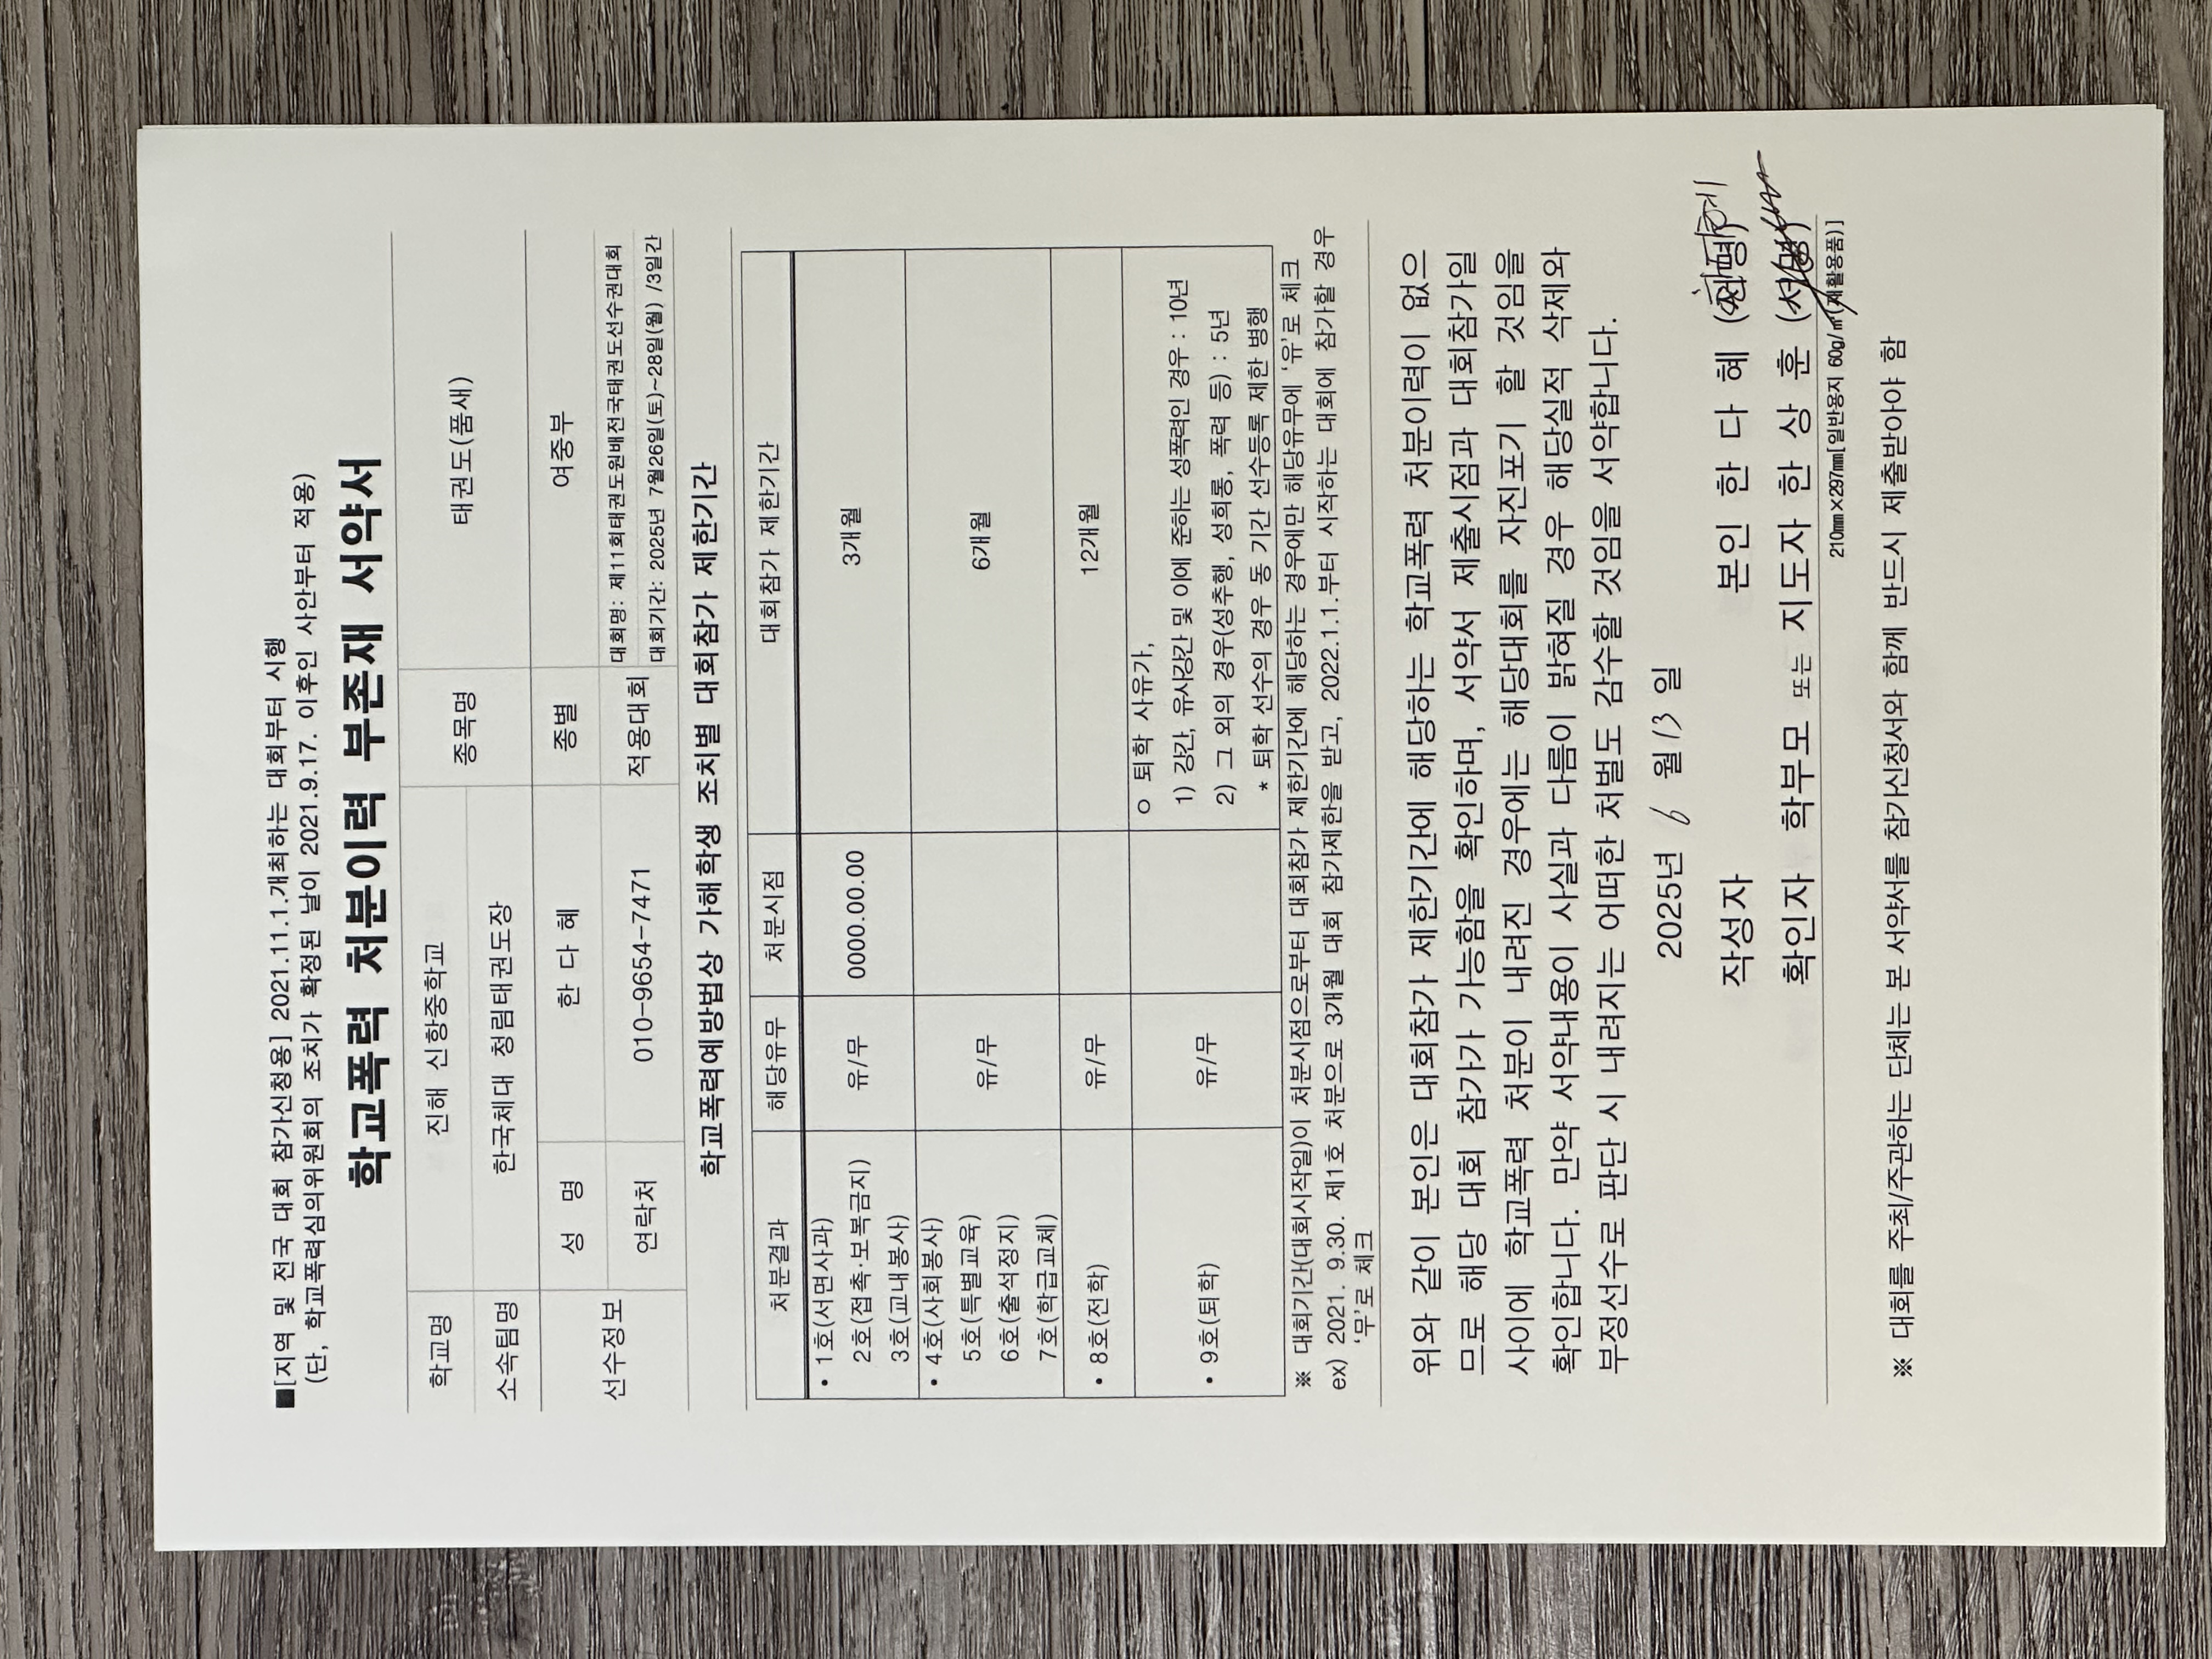 ■[지역 및 전국 대회 참가신청용] 2021.11.1.개최하는 대회부터 시행
(단, 학교폭력심의위원회의 조치가 확정된 날이 2021.9.17. 이후인 사안부터 적용)
학교폭력 처분이력 부존재 서약서
학교명 진해 신항중학교 종목명 태권도(품새)
소속팀명 한국체대 청림태권도장
선수정보 성 명 한 다 혜 종별 여중부
연락처 010-9654-7471 적용대회 대회명: 제11회태권도원배전국태권도선수권대회
대회기간: 2025년 7월26일(토)~28일(월) /3일간
학교폭력예방법상 가해학생 조치별 대회참가 제한기간
처분결과 해당유무 처분시점 대회참가 제한기간
• 1호(서면사과)
2호(접촉·보복금지) 유/무 0000.00.00 3개월
3호(교내봉사)
• 4호(사회봉사)
5호(특별교육) 유/무 6개월
6호(출석정지)
7호(학급교체)
• 8호(전학) 유/무 12개월
• 9호(퇴학) 유/무
ㅇ 퇴학 사유가,
1) 강간, 유사강간 및 이에 준하는 성폭력인 경우 : 10년
2) 그 외의 경우(성추행, 성희롱, 폭력 등) : 5년
* 퇴학 선수의 경우 동 기간 선수등록 제한 병행
※ 대회기간(대회시작일)이 처분시점으로부터 대회참가 제한기간에 해당하는 경우에만 해당유무에 '유'로 체크
ex) 2021. 9.30. 제1호 처분으로 3개월 대회 참가제한을 받고, 2022.1.1.부터 시작하는 대회에 참가할 경우
'무'로 체크
위와 같이 본인은 대회참가 제한기간에 해당하는 학교폭력 처분이력이 없으
므로 해당 대회 참가가 가능함을 확인하며, 서약서 제출시점과 대회참가일
사이에 학교폭력 처분이 내려진 경우에는 해당대회를 자진포기 할 것임을
확인합니다. 만약 서약내용이 사실과 다름이 밝혀질 경우 해당실적 삭제와
부정선수로 판단 시 내려지는 어떠한 처벌도 감수할 것임을 서약합니다.
2025년 6 월 13 일
작성자 본인 한 다 혜 (서명)
확인자 학부모 또는 지도자 한 상 훈 (서명)
210㎜×297㎜[일반용지 60g/㎡(재활용품)]
※ 대회를 주최/주관하는 단체는 본 서약서를 참가신청서와 함께 반드시 제출받아야 함